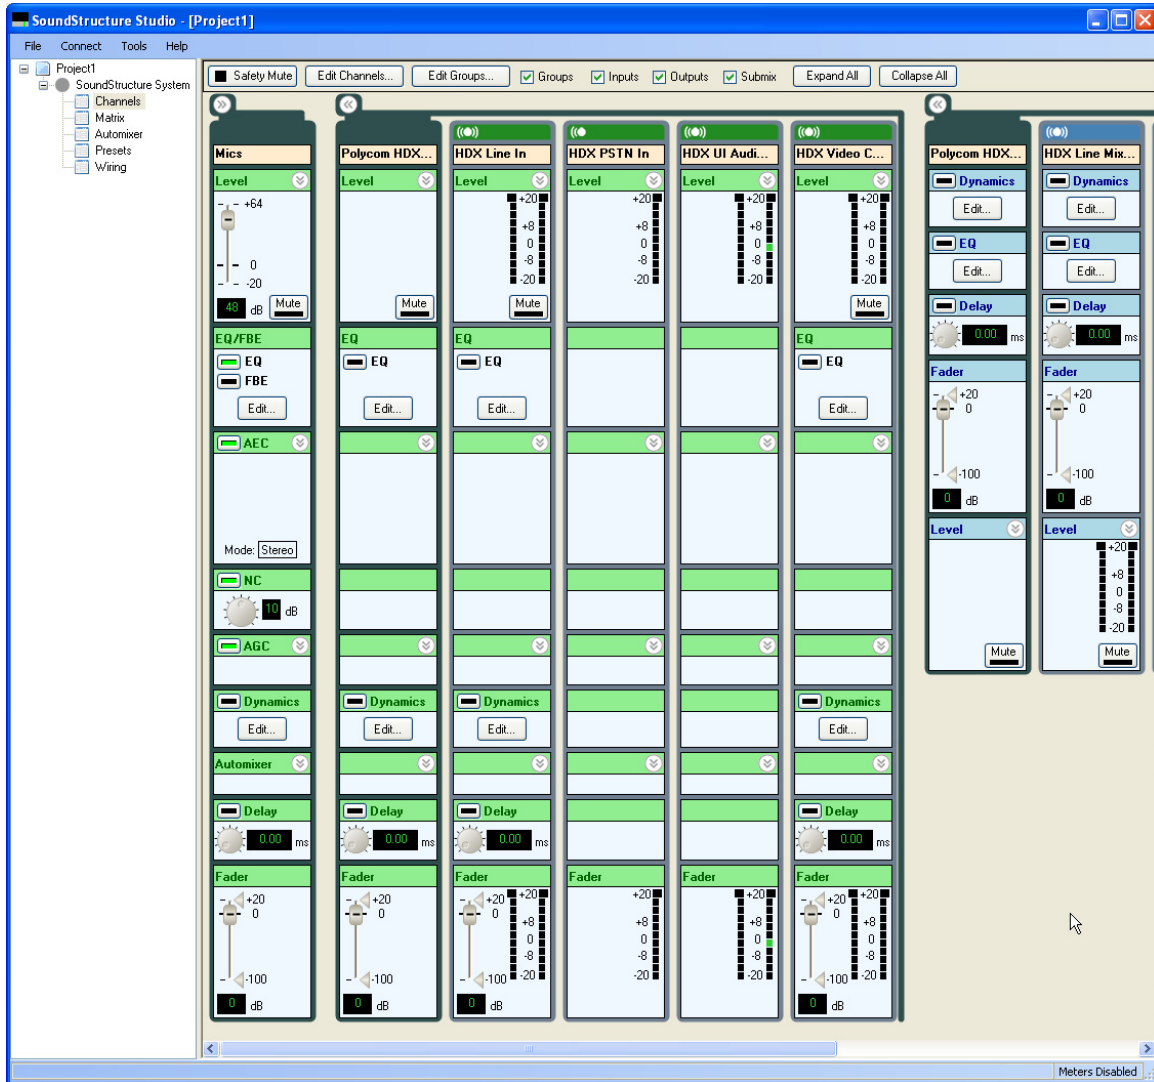 SoundStructure Studio - [Project1]
File Connect Tools Help
Project1
SoundStructure System
Channels
Matrix
Automixer
Presets
Wiring
Safety Mute Edit Channels... Edit Groups... Groups Inputs Outputs Submix Expand All Collapse All
Mics
Level
+64
0
-20
48 dB Mute
EQ/FBE
EQ
FBE
Edit...
AEC
Mode: Stereo
NC
10 dB
AGC
Dynamics
Edit...
Automixer
Delay
0.00 ms
Fader
+20
0
-100
0 dB
Polycom HDX...
Level
Mute
EQ
EQ
Edit...
Dynamics
Edit...
Delay
0.00 ms
Fader
+20
0
-100
0 dB
HDX Line In
Level
+20
+8
0
-8
-20
Mute
EQ
EQ
Edit...
Dynamics
Edit...
Delay
0.00 ms
Fader
+20 +20
0
+8
0
-8
-100 -20
0 dB
HDX PSTN In
Level
+20
+8
0
-8
-20
Fader
+20
+8
0
-8
-20
HDX UI Audi...
Level
+20
+8
0
-8
-20
Fader
+20
+8
0
-8
-20
HDX Video C...
Level
+20
+8
0
-8
-20
Mute
EQ
EQ
Edit...
Dynamics
Edit...
Delay
0.00 ms
Fader
+20 +20
0
+8
0
-8
-100 -20
0 dB
Polycom HDX...
Dynamics
Edit...
EQ
Edit...
Delay
0.00 ms
Fader
+20
0
-100
0 dB
Level
Mute
HDX Line Mix...
Dynamics
Edit...
EQ
Edit...
Delay
0.00 ms
Fader
+20
0
-100
0 dB
Level
+20
+8
0
-8
-20
Mute
Meters Disabled